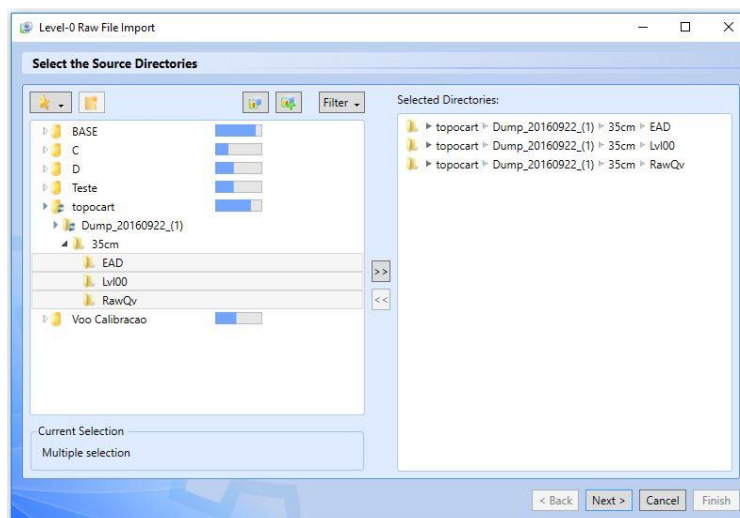 Level-0 Raw File Import
Select the Source Directories
Filter
BASE
C
D
Teste
topocart
Dump_20160922_(1)
35cm
EAD
Lvl00
RawQv
Voo Calibracao
Current Selection
Multiple selection
>>
<<
Selected Directories:
topocart Dump_20160922_(1) 35cm EAD
topocart Dump_20160922_(1) 35cm Lvl00
topocart Dump_20160922_(1) 35cm RawQv
< Back Next > Cancel Finish